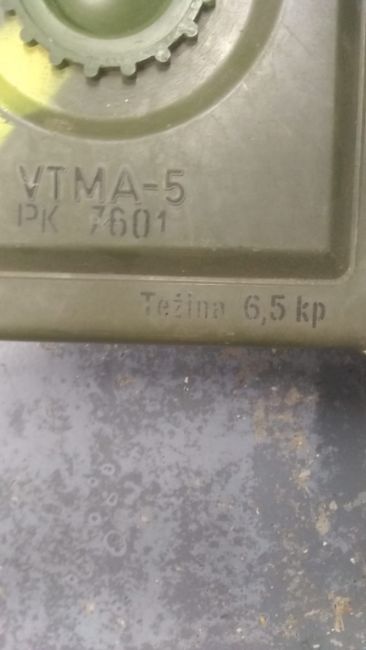 VTMA-5
PK 7601
Težina 6,5 kp